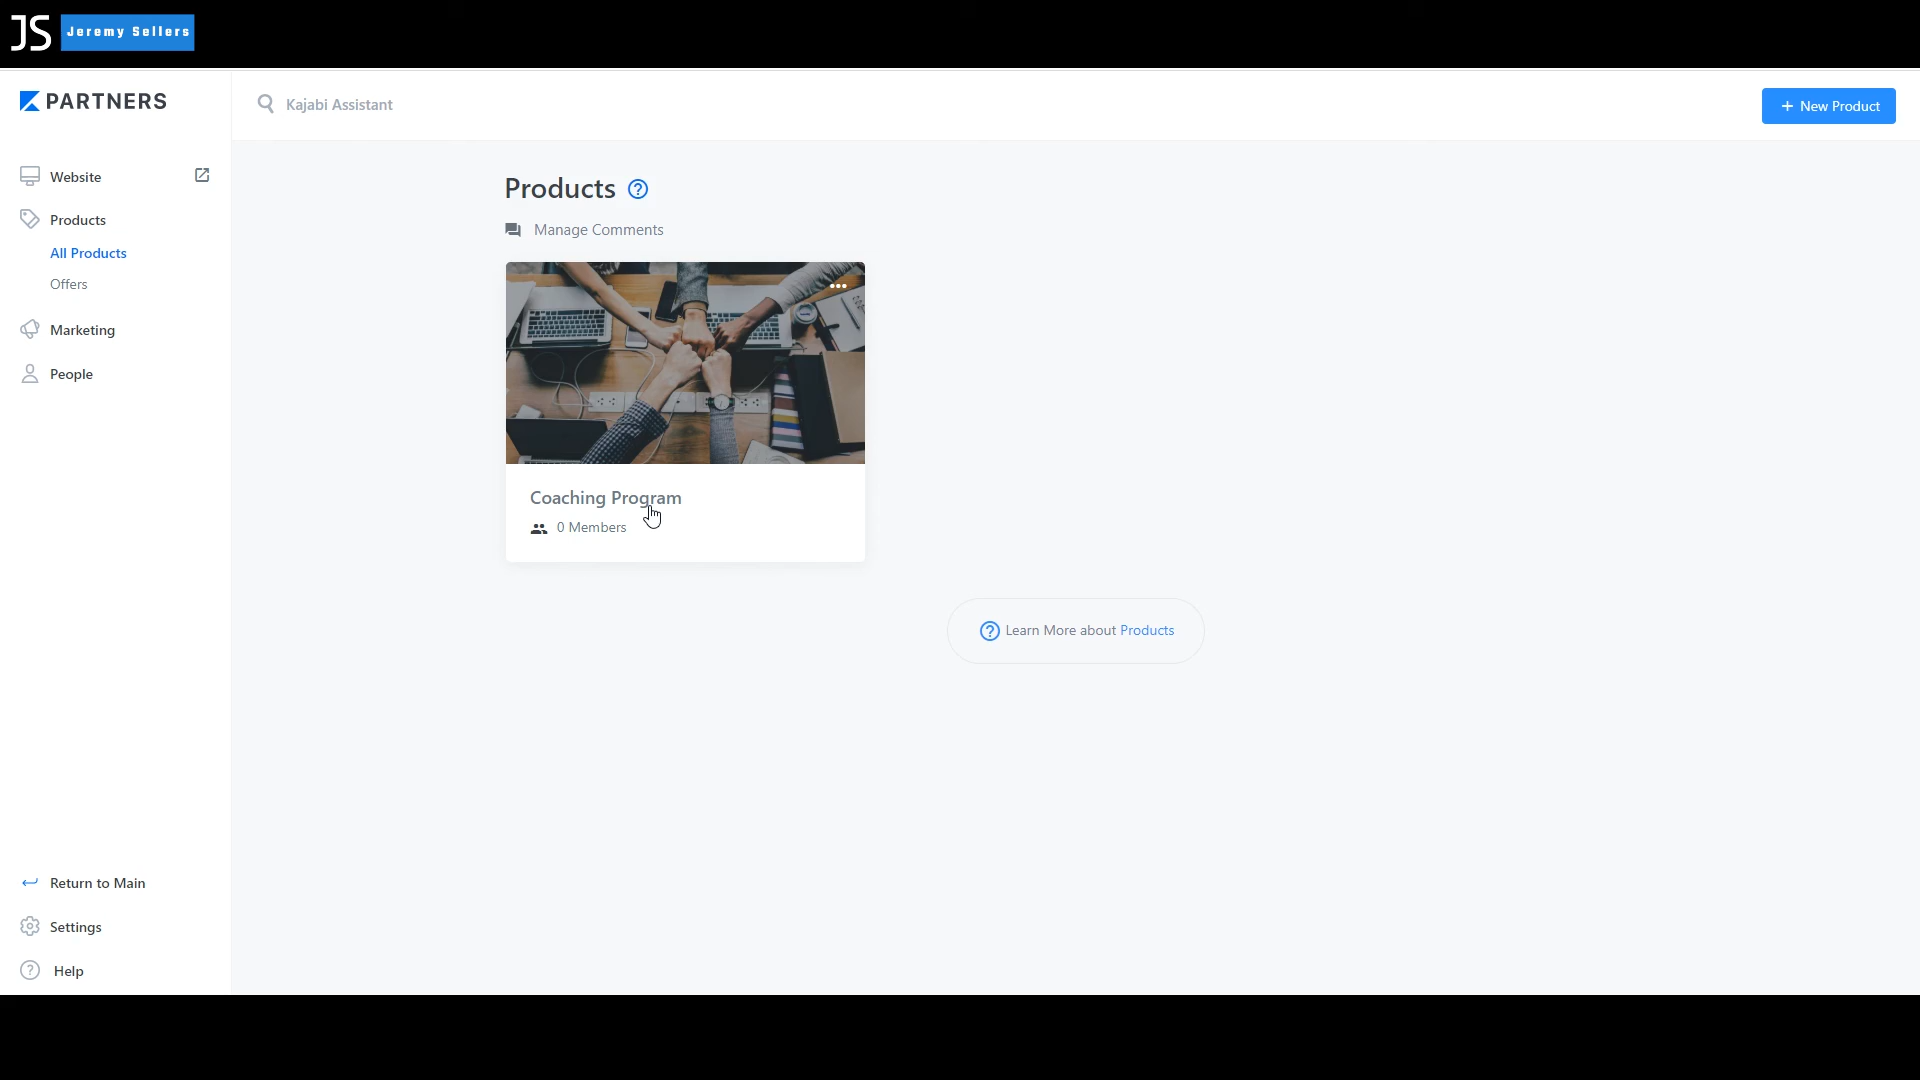 JS Jeremy Sellers
PARTNERS
Kajabi Assistant
+ New Product
Website
Products
All Products
Offers
Marketing
People
Products ?
Manage Comments
Coaching Program
0 Members
? Learn More about Products
Return to Main
Settings
? Help